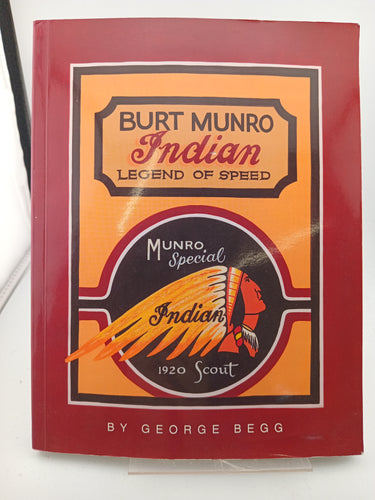 BURT MUNRO
Indian
LEGEND OF SPEED
MUNRO
Special
Indian
1920 Scout
BY GEORGE BEGG